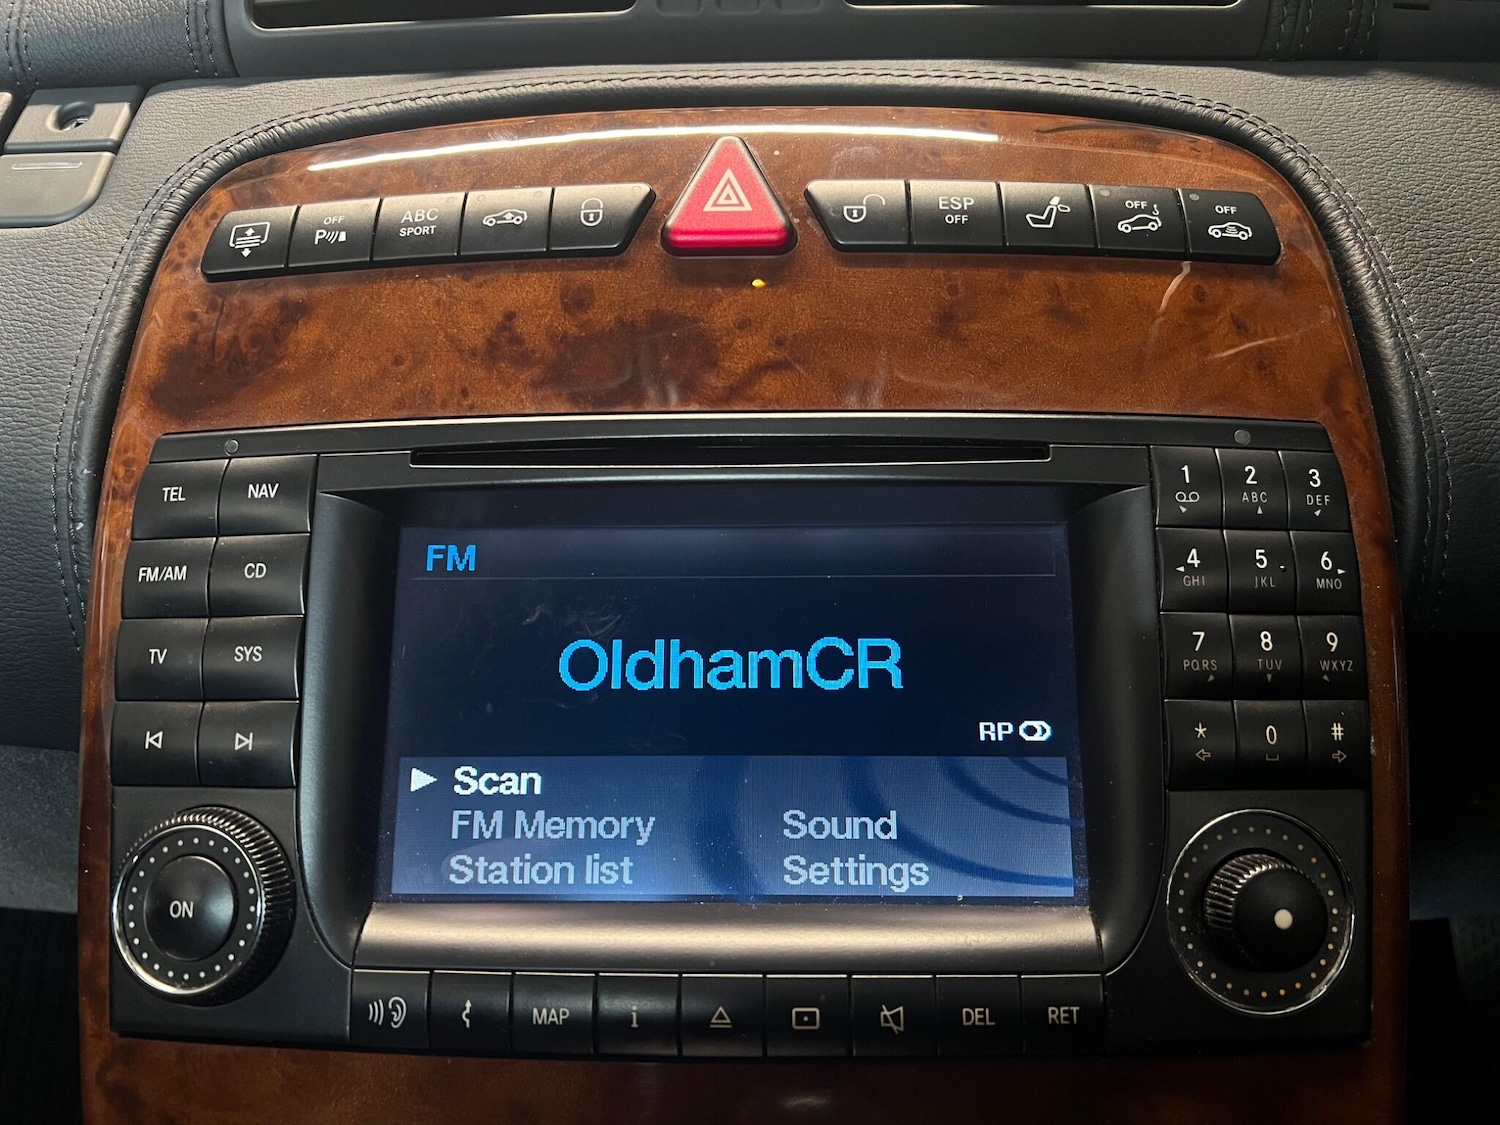 OFF
P
ABC
SPORT
ESP
OFF
OFF
OFF
TEL
NAV
FM/AM
CD
TV
SYS
ON
FM
OldhamCR
RP
Scan
FM Memory
Sound
Station list
Settings
1
2
ABC
3
DEF
4
GHI
5
JKL
6
MNO
7
PQRS
8
TUV
9
WXYZ
*
0
#
MAP
i
DEL
RET